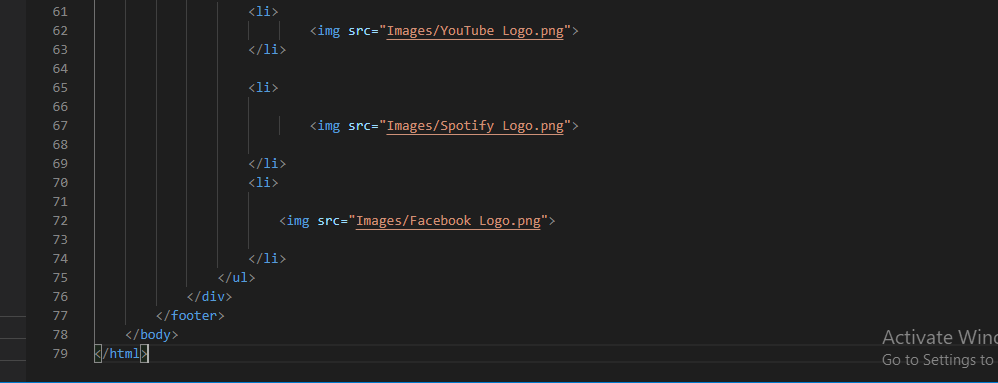 61 <li>
62 <img src="Images/YouTube Logo.png">
63 </li>
64
65 <li>
66
67 <img src="Images/Spotify Logo.png">
68
69 </li>
70 <li>
71
72 <img src="Images/Facebook Logo.png">
73
74 </li>
75 </ul>
76 </div>
77 </footer>
78 </body>
79 </html>
Activate Wind
Go to Settings to